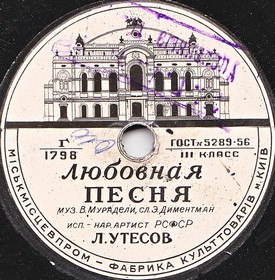 Г
1798
ГОСТ № 5289-56
III КЛАСС
Любовная
ПЕСНЯ
МУЗ. В. МУРАДЕЛИ, СЛ. Э. ДИМЕНТМАН
ИСП.- НАР. АРТИСТ РСФСР
Л. УТЕСОВ
МІСЬКМІСЦЕВПРОМ - ФАБРИКА КУЛЬТТОВАРІВ м. КИЇВ